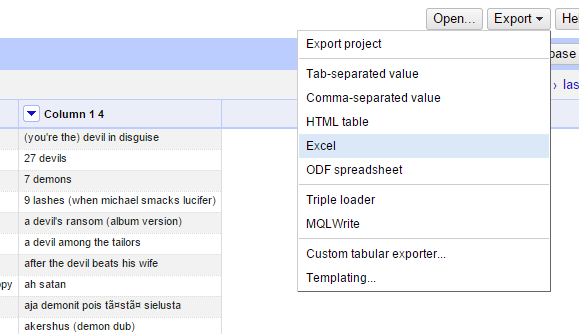 Open...
Export
Hel
Export project
base
Tab-separated value
› las
Comma-separated value
Column 1 4
HTML table
(you're the) devil in disguise
Excel
27 devils
ODF spreadsheet
7 demons
9 lashes (when michael smacks lucifer)
Triple loader
a devil's ransom (album version)
MQLWrite
a devil among the tailors
Custom tabular exporter...
after the devil beats his wife
Templating...
ppy
ah satan
aja demonit pois tã¤stã¤ sielusta
akershus (demon dub)